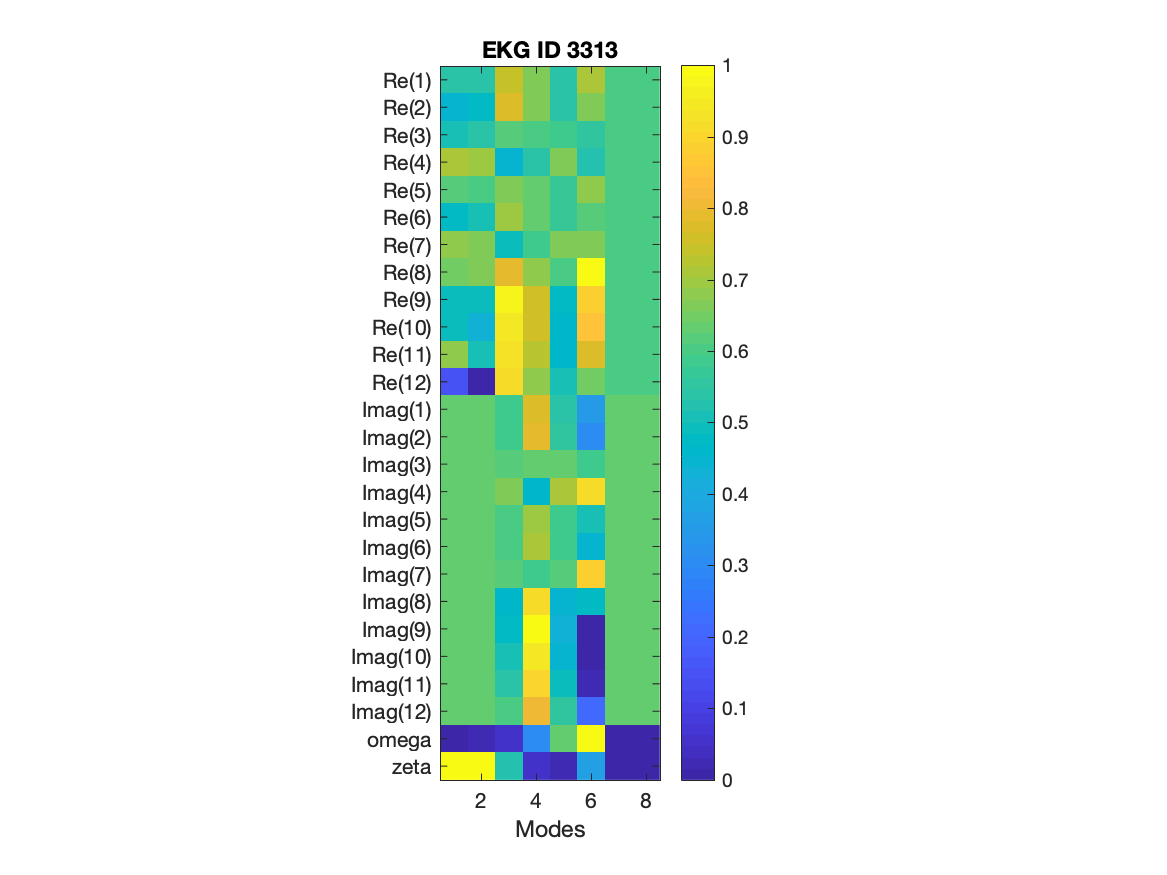 EKG ID 3313
Re(1)
Re(2)
Re(3)
Re(4)
Re(5)
Re(6)
Re(7)
Re(8)
Re(9)
Re(10)
Re(11)
Re(12)
Imag(1)
Imag(2)
Imag(3)
Imag(4)
Imag(5)
Imag(6)
Imag(7)
Imag(8)
Imag(9)
Imag(10)
Imag(11)
Imag(12)
omega
zeta
2 4 6 8
Modes
1
0.9
0.8
0.7
0.6
0.5
0.4
0.3
0.2
0.1
0